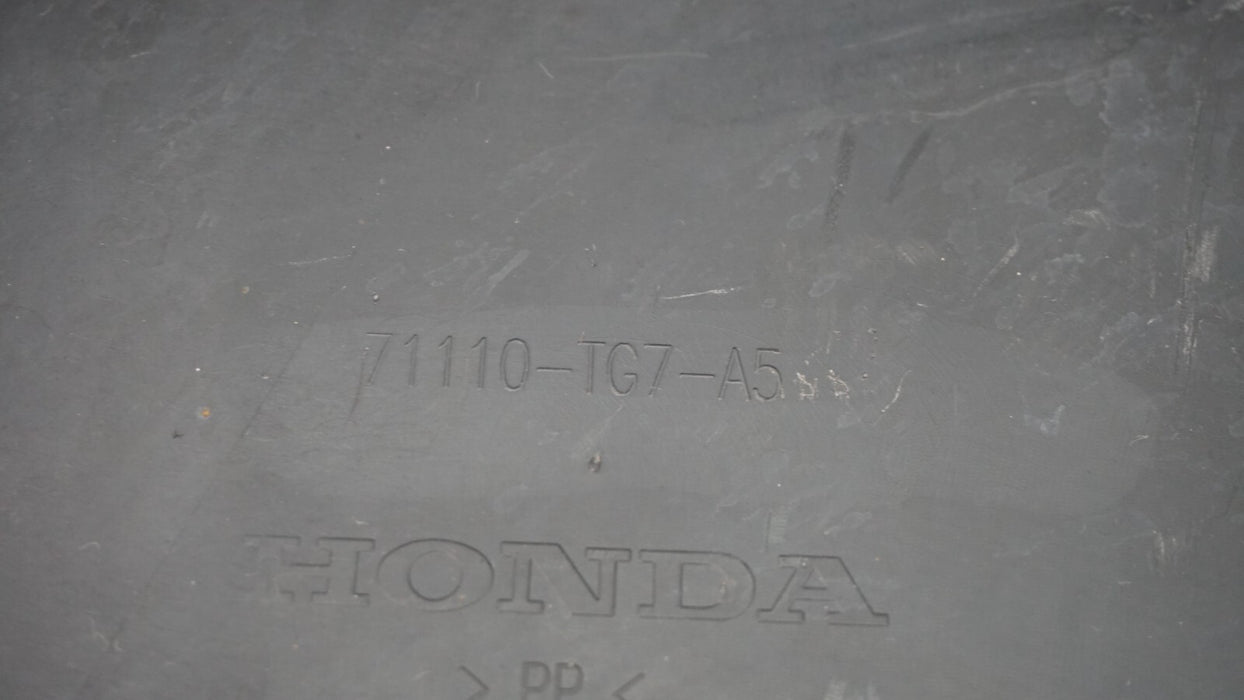 71110-TG7-A5
HONDA
> PP <